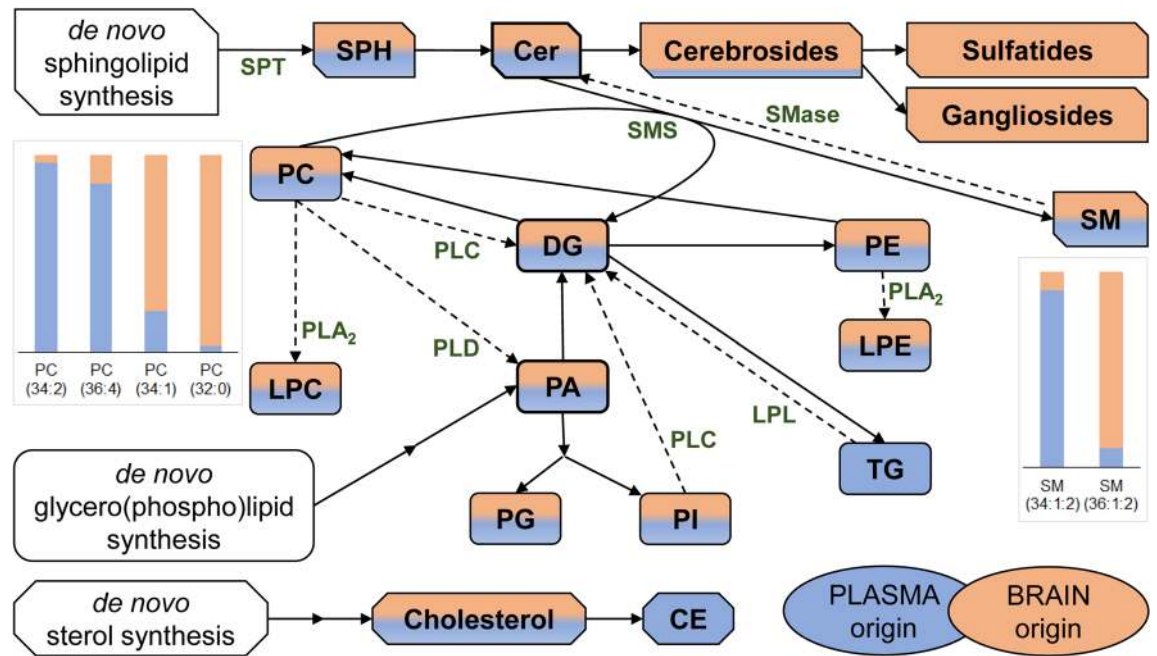 de novo
sphingolipid
synthesis
SPT
SPH
Cer
Cerebrosides
Sulfatides
Gangliosides
SMS
SMase
SM
PC
PLC
DG
PE
PLA2
LPE
PLA2
LPC
PLD
PA
LPL
PLC
TG
PG
PI
PC
(34:2)
PC
(36:4)
PC
(34:1)
PC
(32:0)
SM
(34:1:2)
SM
(36:1:2)
de novo
glycero(phospho)lipid
synthesis
de novo
sterol synthesis
Cholesterol
CE
PLASMA
origin
BRAIN
origin